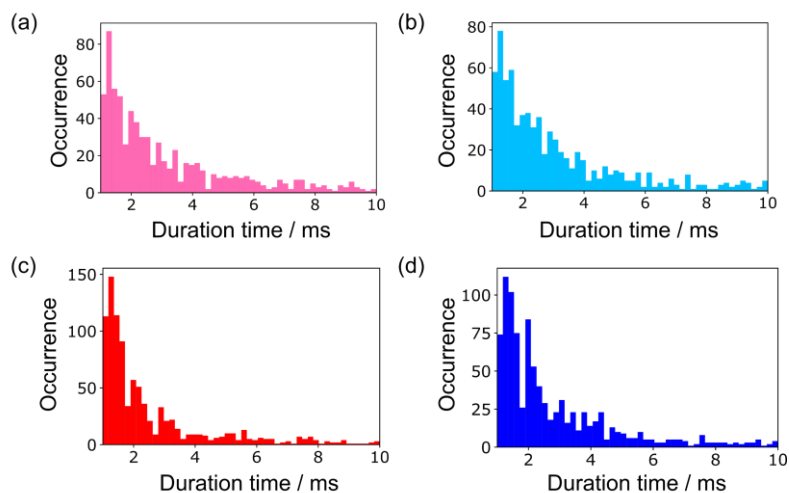 (a)
80
60
40
20
0
Occurrence
2 4 6 8 10
Duration time / ms
(b)
80
60
40
20
0
Occurrence
2 4 6 8 10
Duration time / ms
(c)
150
100
50
0
Occurrence
2 4 6 8 10
Duration time / ms
(d)
100
75
50
25
0
Occurrence
2 4 6 8 10
Duration time / ms